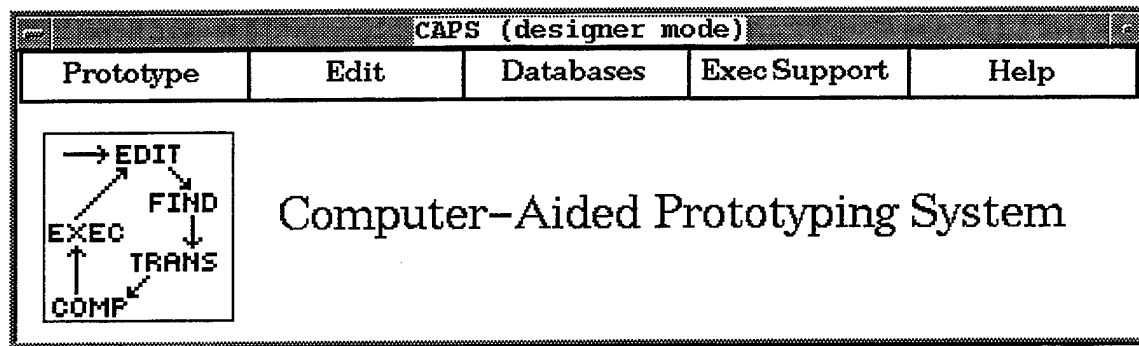 CAPS (designer mode)
Prototype Edit Databases Exec Support Help
EDIT
FIND
EXEC
TRANS
COMP
Computer-Aided Prototyping System